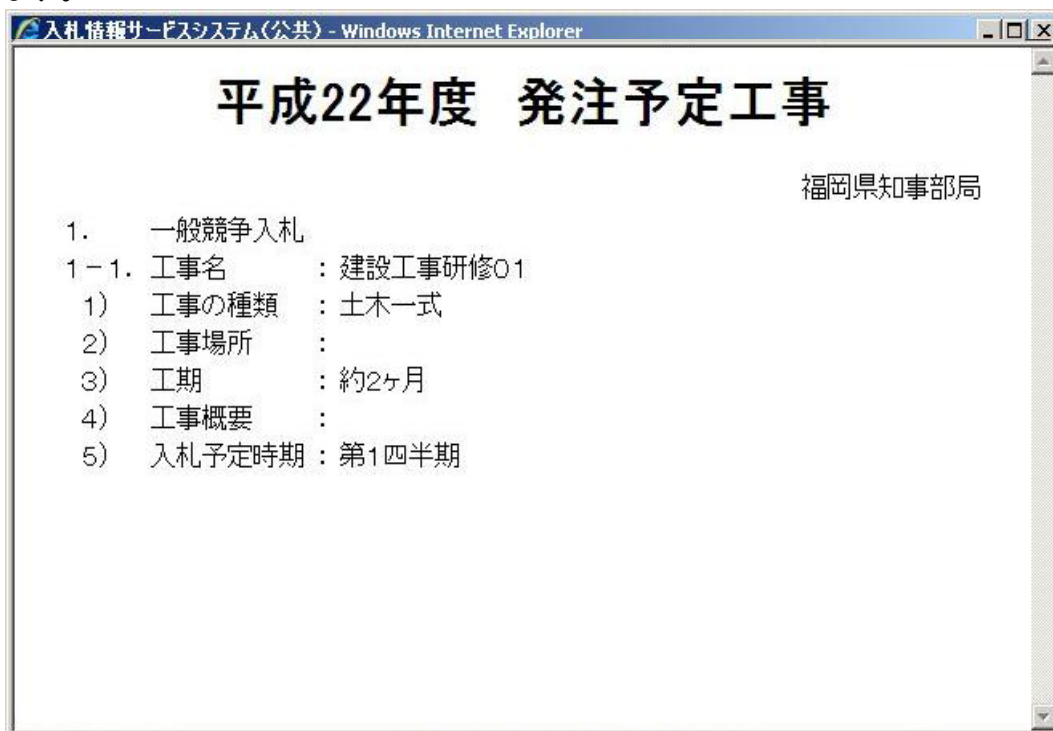 入札情報サービスシステム(公共) - Windows Internet Explorer
平成22年度 発注予定工事
福岡県知事部局
1. 一般競争入札
1－1. 工事名 : 建設工事研修01
1) 工事の種類 : 土木一式
2) 工事場所 :
3) 工期 : 約2ヶ月
4) 工事概要 :
5) 入札予定時期 : 第1四半期